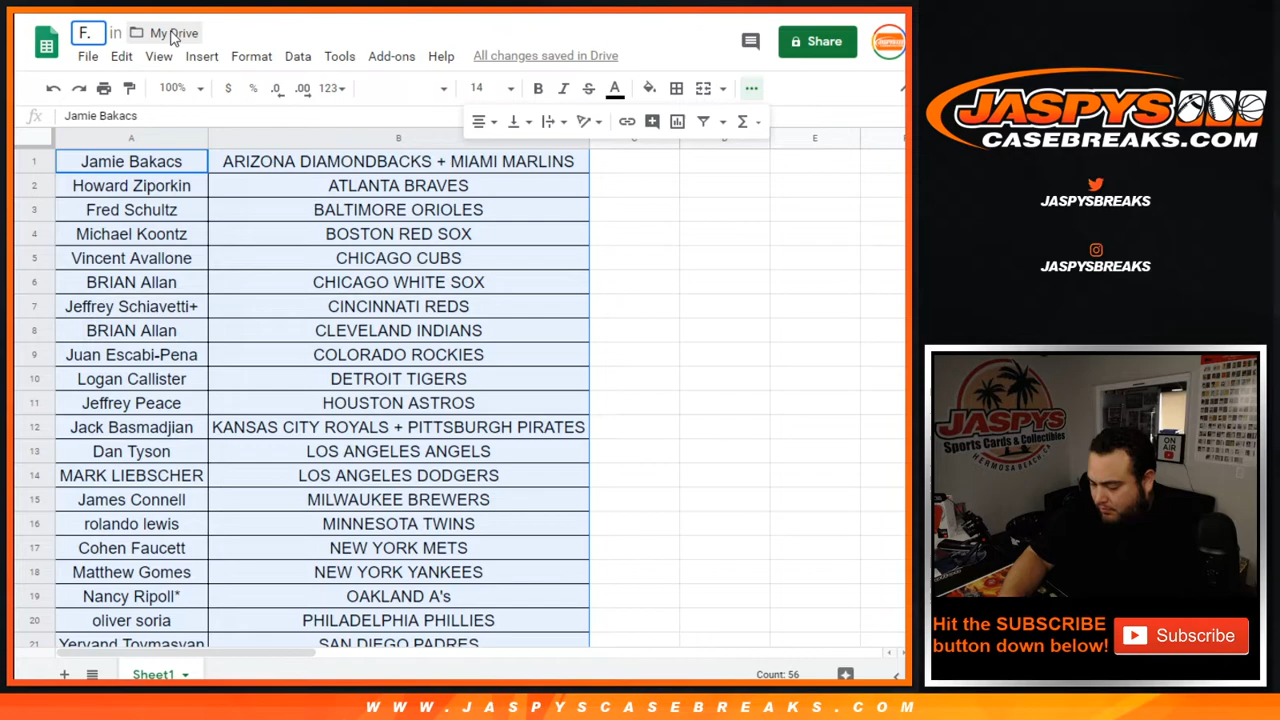 F. in My Drive
File Edit View Insert Format Data Tools Add-ons Help All changes saved in Drive
Share
100% $ % .0 .00 123 14 B I S A
fx Jamie Bakacs
A B C D E F
1 Jamie Bakacs ARIZONA DIAMONDBACKS + MIAMI MARLINS
2 Howard Ziporkin ATLANTA BRAVES
3 Fred Schultz BALTIMORE ORIOLES
4 Michael Koontz BOSTON RED SOX
5 Vincent Avallone CHICAGO CUBS
6 BRIAN Allan CHICAGO WHITE SOX
7 Jeffrey Schiavetti+ CINCINNATI REDS
8 BRIAN Allan CLEVELAND INDIANS
9 Juan Escabi-Pena COLORADO ROCKIES
10 Logan Callister DETROIT TIGERS
11 Jeffrey Peace HOUSTON ASTROS
12 Jack Basmadjian KANSAS CITY ROYALS + PITTSBURGH PIRATES
13 Dan Tyson LOS ANGELES ANGELS
14 MARK LIEBSCHER LOS ANGELES DODGERS
15 James Connell MILWAUKEE BREWERS
16 rolando lewis MINNESOTA TWINS
17 Cohen Faucett NEW YORK METS
18 Matthew Gomes NEW YORK YANKEES
19 Nancy Ripoll* OAKLAND A's
20 oliver soria PHILADELPHIA PHILLIES
21 Yervand Tovmasyan SAN DIEGO PADRES
Sheet1 Count: 56
JASPYS
CASEBREAKS.COM
JASPYSBREAKS
JASPYSBREAKS
JASPYS
Sports Cards & Collectibles
HERMOSA BEACH, CA
ON AIR
Hit the SUBSCRIBE
button down below!
Subscribe
WWW.JASPYSCASEBREAKS.COM